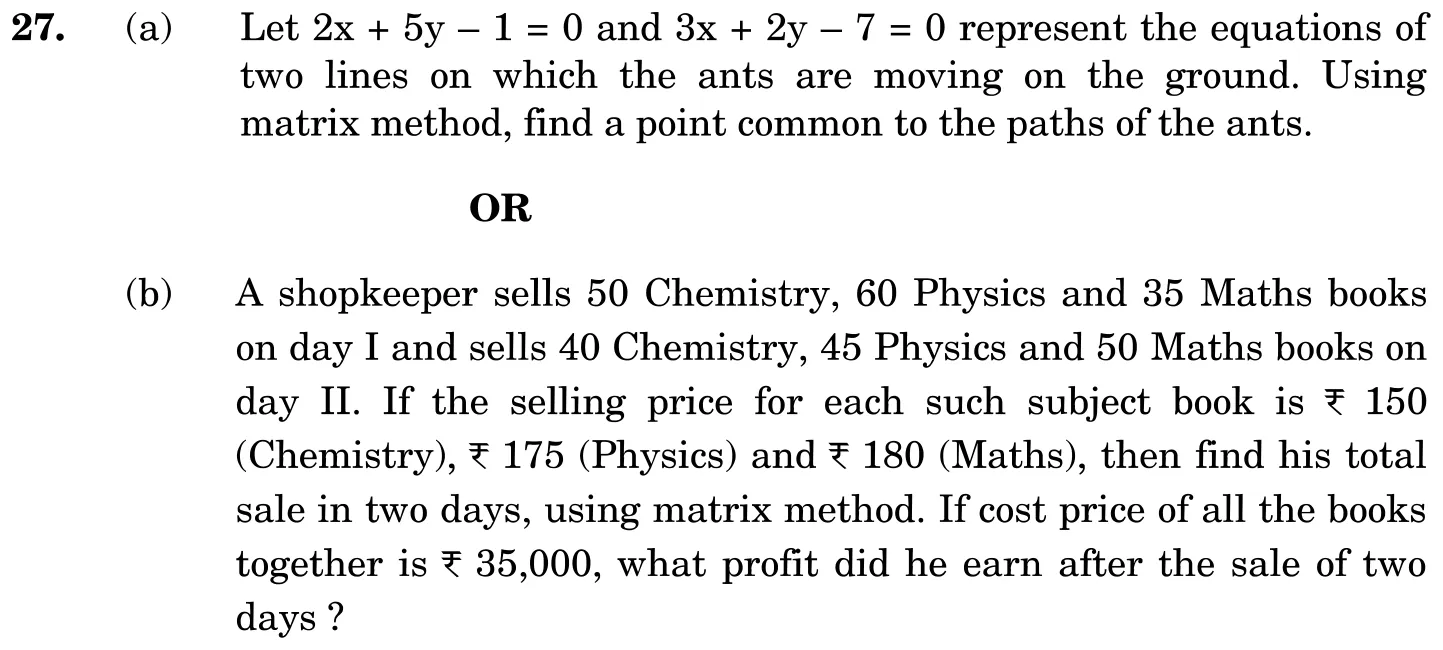 27. (a) Let 2x + 5y – 1 = 0 and 3x + 2y – 7 = 0 represent the equations of
two lines on which the ants are moving on the ground. Using
matrix method, find a point common to the paths of the ants.
OR
(b) A shopkeeper sells 50 Chemistry, 60 Physics and 35 Maths books
on day I and sells 40 Chemistry, 45 Physics and 50 Maths books on
day II. If the selling price for each such subject book is ₹ 150
(Chemistry), ₹ 175 (Physics) and ₹ 180 (Maths), then find his total
sale in two days, using matrix method. If cost price of all the books
together is ₹ 35,000, what profit did he earn after the sale of two
days ?